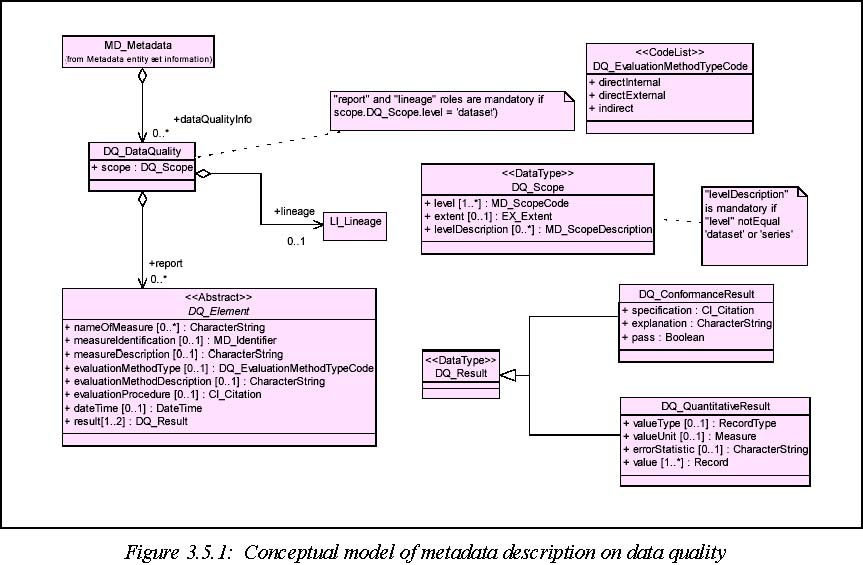 MD_Metadata
(from Metadata entity set information)
+dataQualityInfo
0..*
DQ_DataQuality
+ scope : DQ_Scope
"report" and "lineage" roles are mandatory if
scope.DQ_Scope.level = 'dataset')
<<CodeList>>
DQ_EvaluationMethodTypeCode
+ directInternal
+ directExternal
+ indirect
+lineage
0..1
LI_Lineage
<<DataType>>
DQ_Scope
+ level [1..*] : MD_ScopeCode
+ extent [0..1] : EX_Extent
+ levelDescription [0..*] : MD_ScopeDescription
"levelDescription"
is mandatory if
"level" notEqual
'dataset' or 'series'
+report
0..*
<<Abstract>>
DQ_Element
+ nameOfMeasure [0..*] : CharacterString
+ measureIdentification [0..1] : MD_Identifier
+ measureDescription [0..1] : CharacterString
+ evaluationMethodType [0..1] : DQ_EvaluationMethodTypeCode
+ evaluationMethodDescription [0..1] : CharacterString
+ evaluationProcedure [0..1] : CI_Citation
+ dateTime [0..1] : DateTime
+ result[1..2] : DQ_Result
<<DataType>>
DQ_Result
DQ_ConformanceResult
+ specification : CI_Citation
+ explanation : CharacterString
+ pass : Boolean
DQ_QuantitativeResult
+ valueType [0..1] : RecordType
+ valueUnit [0..1] : Measure
+ errorStatistic [0..1] : CharacterString
+ value [1..*] : Record
Figure 3.5.1: Conceptual model of metadata description on data quality